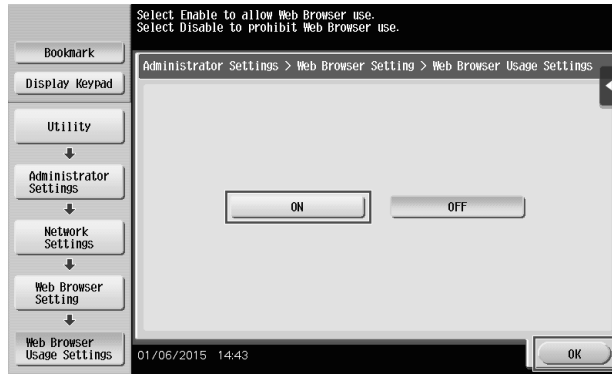 Select Enable to allow Web Browser use.
Select Disable to prohibit Web Browser use.
Bookmark
Display Keypad
Administrator Settings > Web Browser Setting > Web Browser Usage Settings
Utility
Administrator
Settings
Network
Settings
Web Browser
Setting
Web Browser
Usage Settings
ON
OFF
01/06/2015 14:43
OK